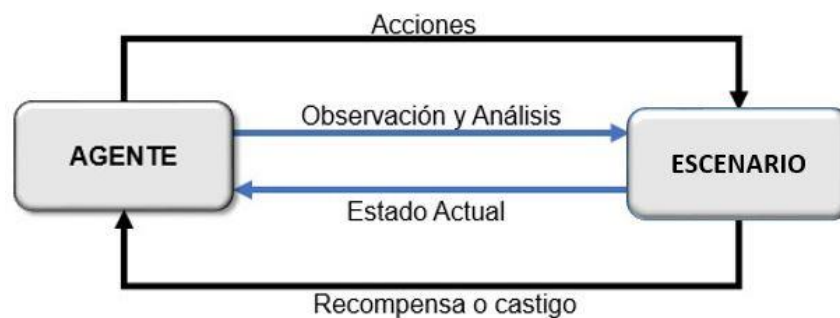 Acciones
Observación y Análisis
AGENTE
ESCENARIO
Estado Actual
Recompensa o castigo